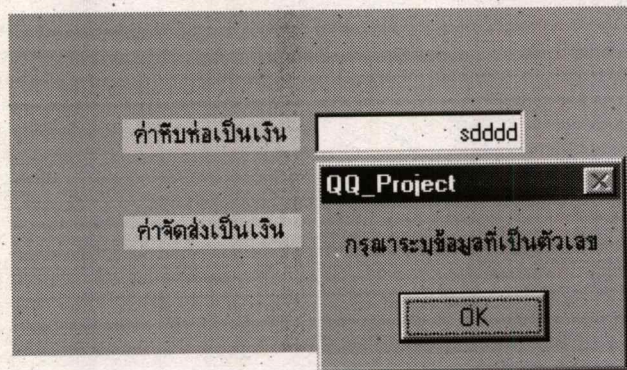 ค่าหีบห่อเป็นเงิน
sdddd
QQ_Project
ค่าจัดส่งเป็นเงิน
กรุณาระบุข้อมูลที่เป็นตัวเลข
OK